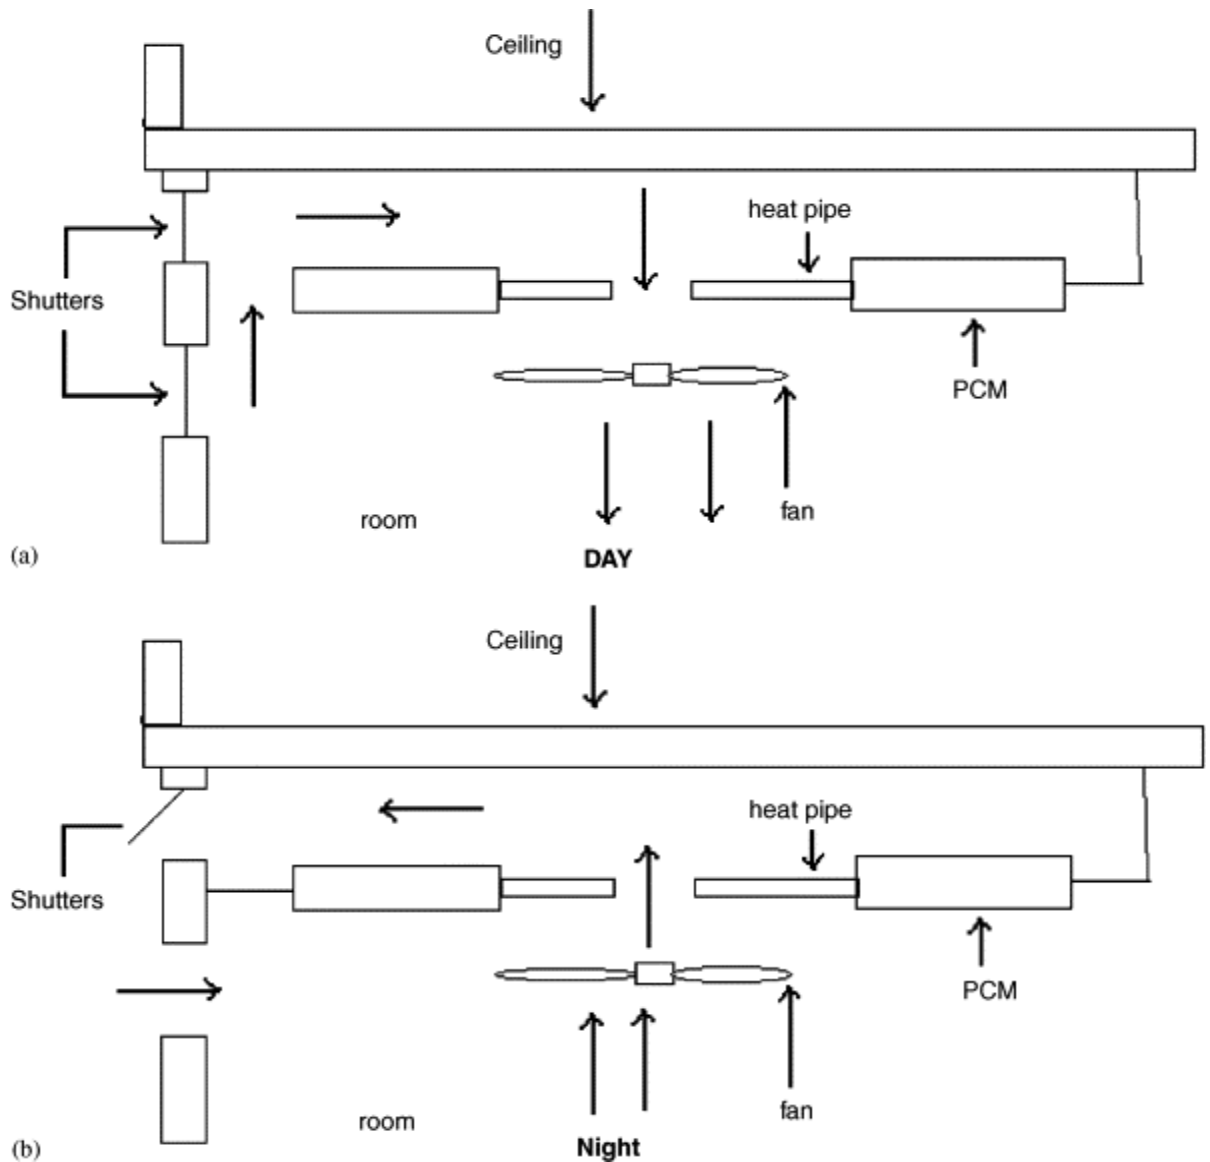 Ceiling
heat pipe
Shutters
PCM
fan
room
(a)
DAY
Ceiling
heat pipe
Shutters
PCM
fan
room
(b)
Night